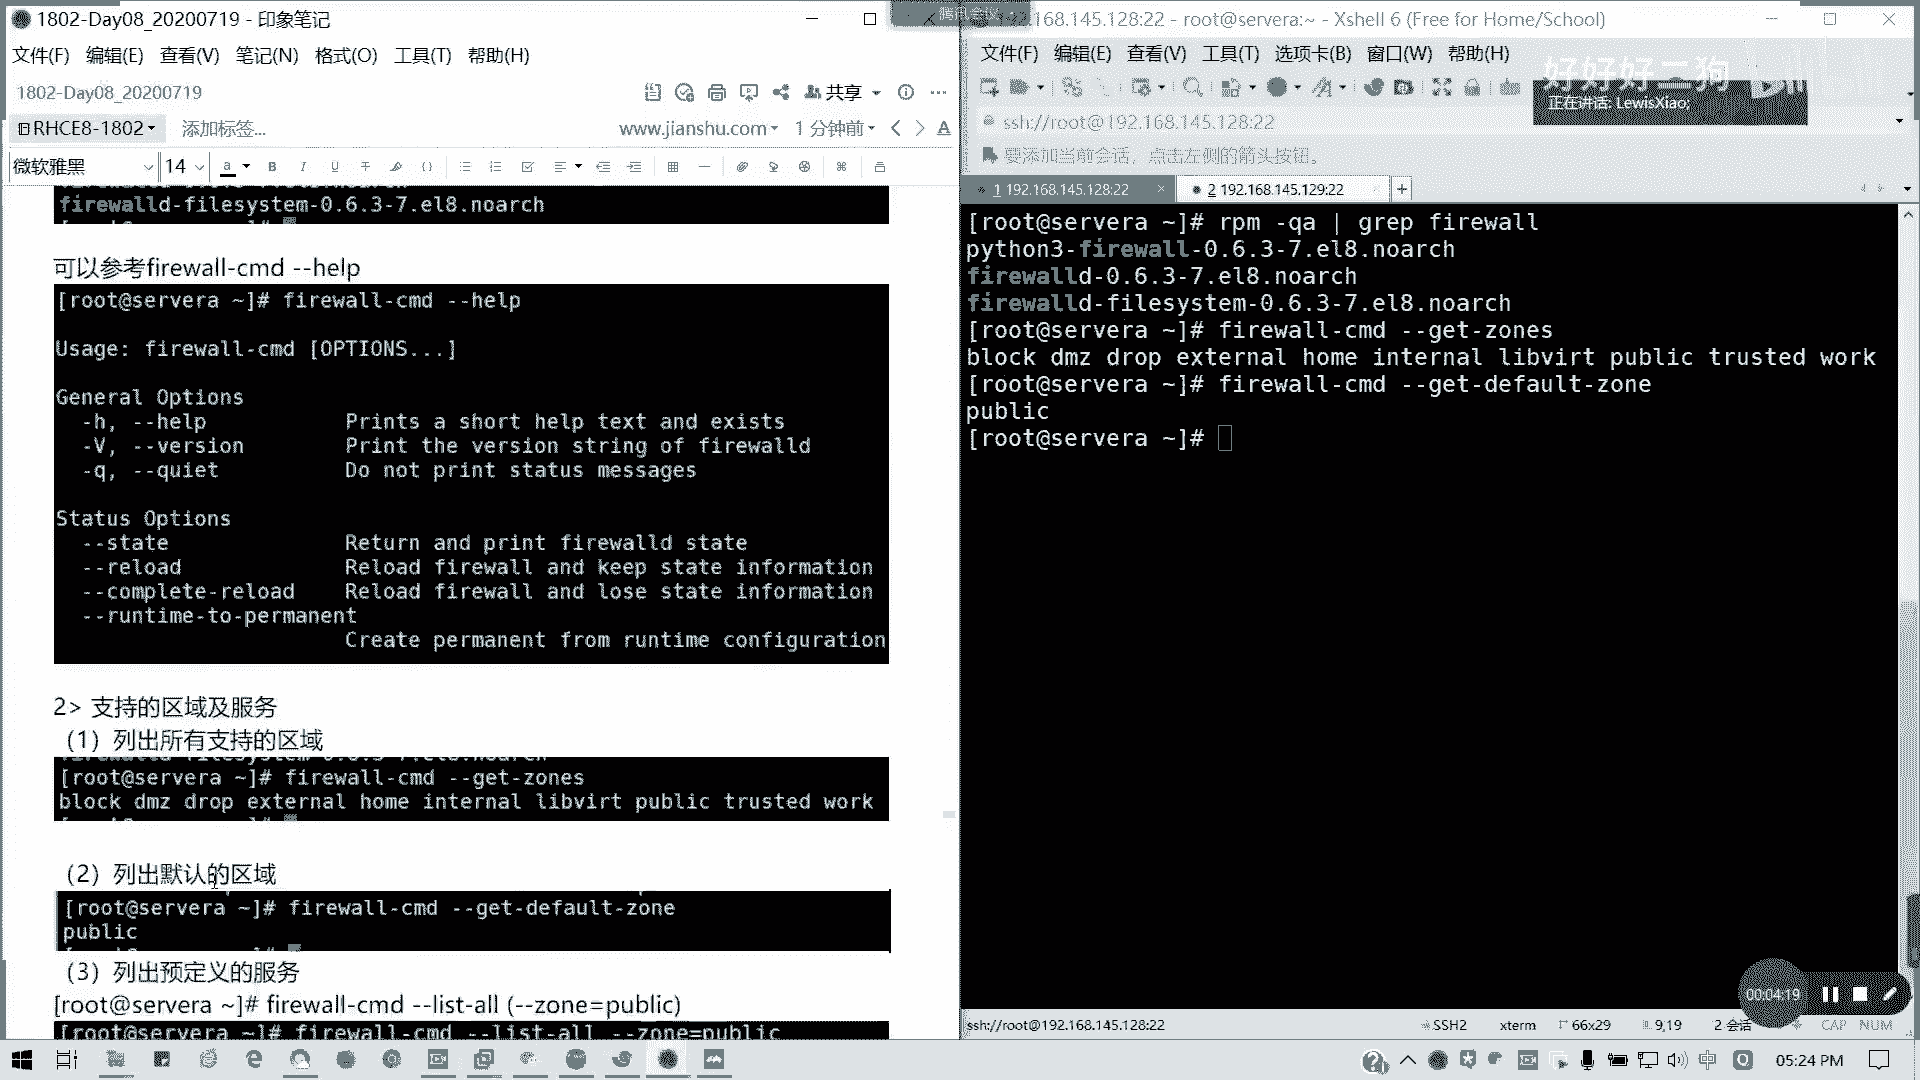 1802-Day08_20200719 - 印象笔记
文件(F) 编辑(E) 查看(V) 笔记(N) 格式(O) 工具(T) 帮助(H)
1802-Day08_20200719
共享
RHCE8-1802
添加标签...
www.jianshu.com
1 分钟前
微软雅黑
14
firewalld-filesystem-0.6.3-7.el8.noarch
可以参考firewall-cmd --help
[root@servera ~]# firewall-cmd --help
Usage: firewall-cmd [OPTIONS...]
General Options
-h, --help Prints a short help text and exists
-V, --version Print the version string of firewalld
-q, --quiet Do not print status messages
Status Options
--state Return and print firewalld state
--reload Reload firewall and keep state information
--complete-reload Reload firewall and lose state information
--runtime-to-permanent
Create permanent from runtime configuration
2> 支持的区域及服务
（1）列出所有支持的区域
[root@servera ~]# firewall-cmd --get-zones
block dmz drop external home internal libvirt public trusted work
（2）列出默认的区域
[root@servera ~]# firewall-cmd --get-default-zone
public
（3）列出预定义的服务
[root@servera ~]# firewall-cmd --list-all (--zone=public)
[root@servera ~]# firewall-cmd --list-all --zone=public
腾讯会议
192.168.145.128:22 - root@servera:~ - Xshell 6 (Free for Home/School)
文件(F) 编辑(E) 查看(V) 工具(T) 选项卡(B) 窗口(W) 帮助(H)
好好好二狗
正在讲话: LewisXiao;
ssh://root@192.168.145.128:22
要添加当前会话，点击左侧的箭头按钮。
1 192.168.145.128:22
2 192.168.145.129:22
[root@servera ~]# rpm -qa | grep firewall
python3-firewall-0.6.3-7.el8.noarch
firewalld-0.6.3-7.el8.noarch
firewalld-filesystem-0.6.3-7.el8.noarch
[root@servera ~]# firewall-cmd --get-zones
block dmz drop external home internal libvirt public trusted work
[root@servera ~]# firewall-cmd --get-default-zone
public
[root@servera ~]#
00:04:19
ssh://root@192.168.145.128:22
SSH2
xterm
66x29
9,19
2 会话
CAP
NUM
中
05:24 PM